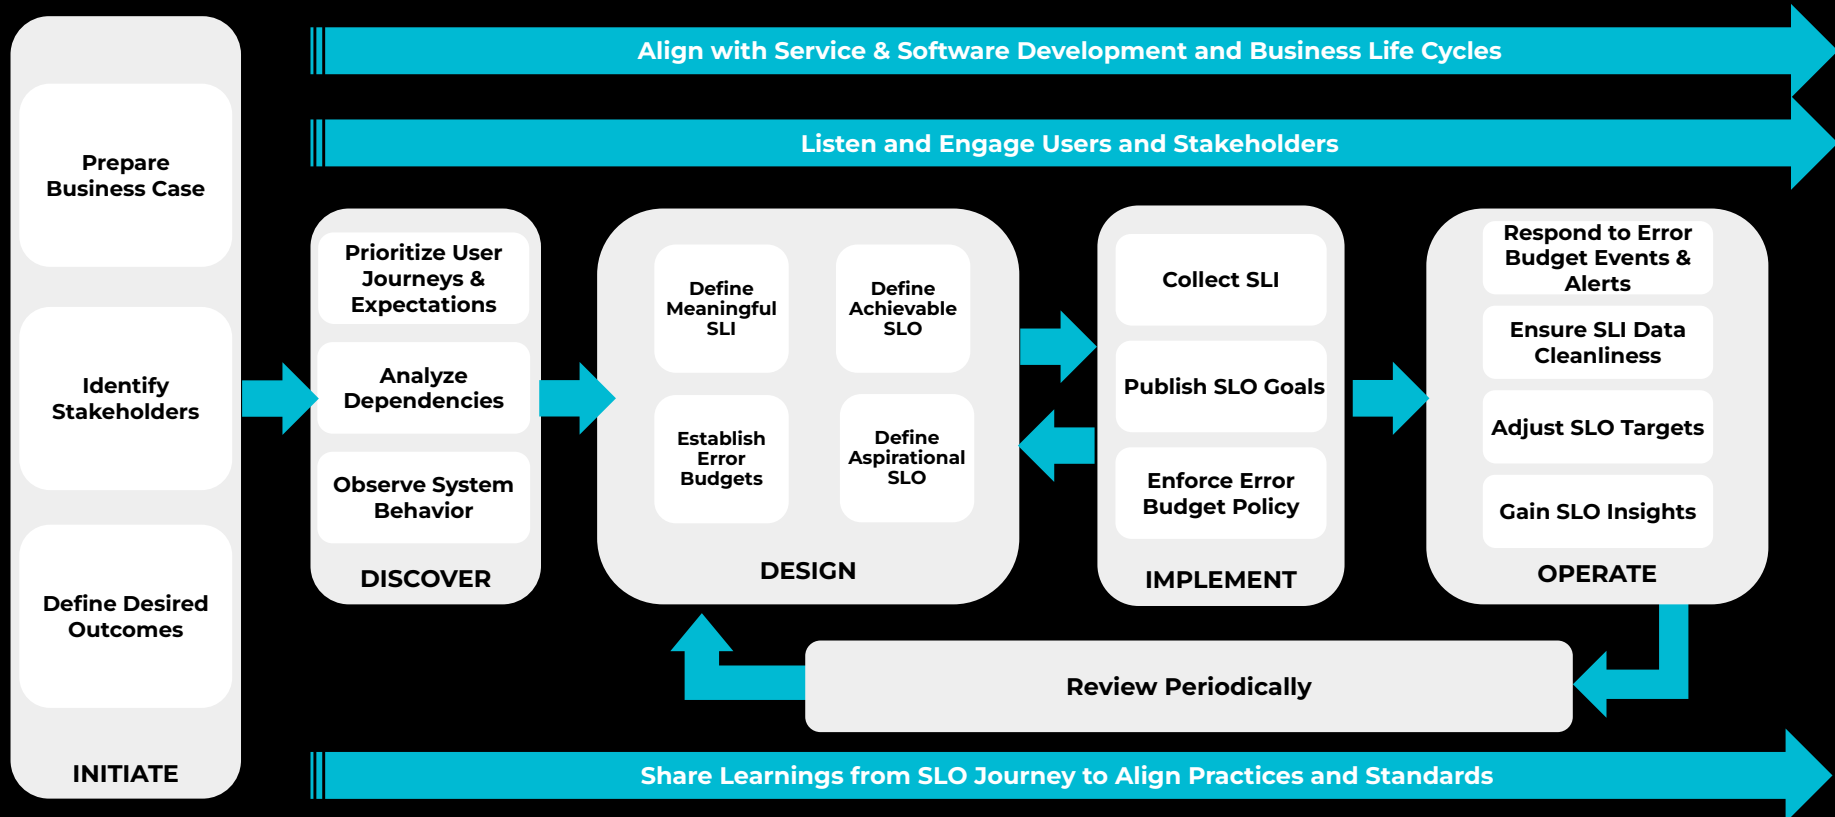 Align with Service & Software Development and Business Life Cycles
Listen and Engage Users and Stakeholders
Prepare
Business Case
Identify
Stakeholders
Define Desired
Outcomes
INITIATE
Prioritize User
Journeys &
Expectations
Analyze
Dependencies
Observe System
Behavior
DISCOVER
Define
Meaningful
SLI
Define
Achievable
SLO
Establish
Error
Budgets
Define
Aspirational
SLO
DESIGN
Collect SLI
Publish SLO Goals
Enforce Error
Budget Policy
IMPLEMENT
Respond to Error
Budget Events &
Alerts
Ensure SLI Data
Cleanliness
Adjust SLO Targets
Gain SLO Insights
OPERATE
Review Periodically
Share Learnings from SLO Journey to Align Practices and Standards